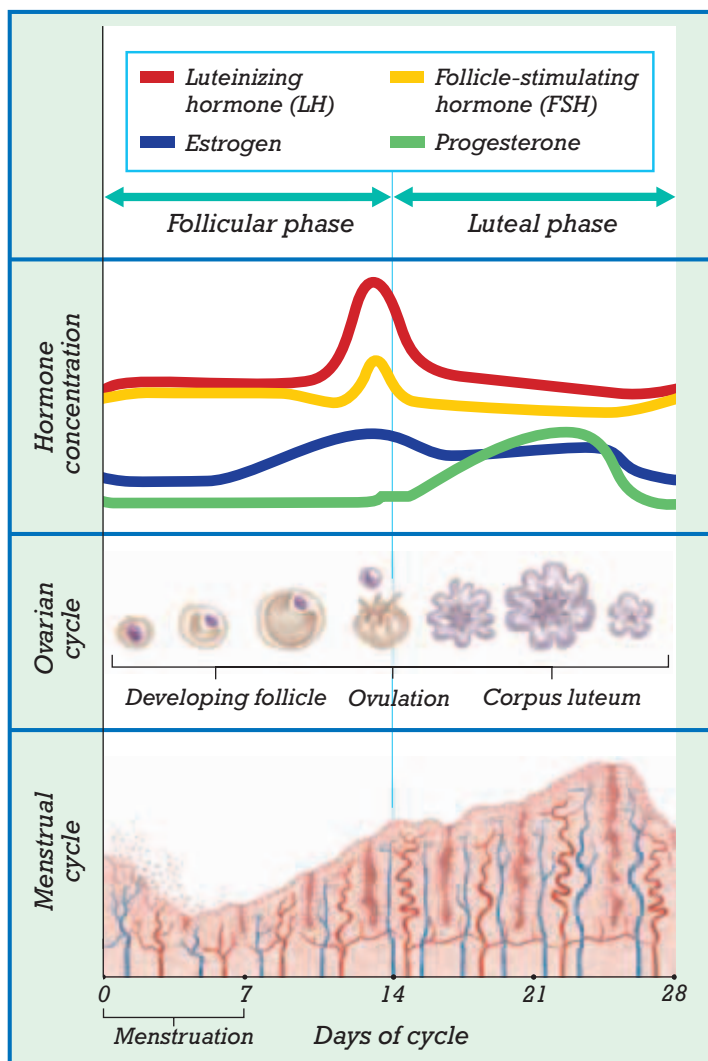 Luteinizing
hormone (LH)
Follicle-stimulating
hormone (FSH)
Estrogen
Progesterone
Follicular phase
Luteal phase
Hormone
concentration
Ovarian
cycle
Developing follicle
Ovulation
Corpus luteum
Menstrual
cycle
0
7
14
21
28
Menstruation
Days of cycle